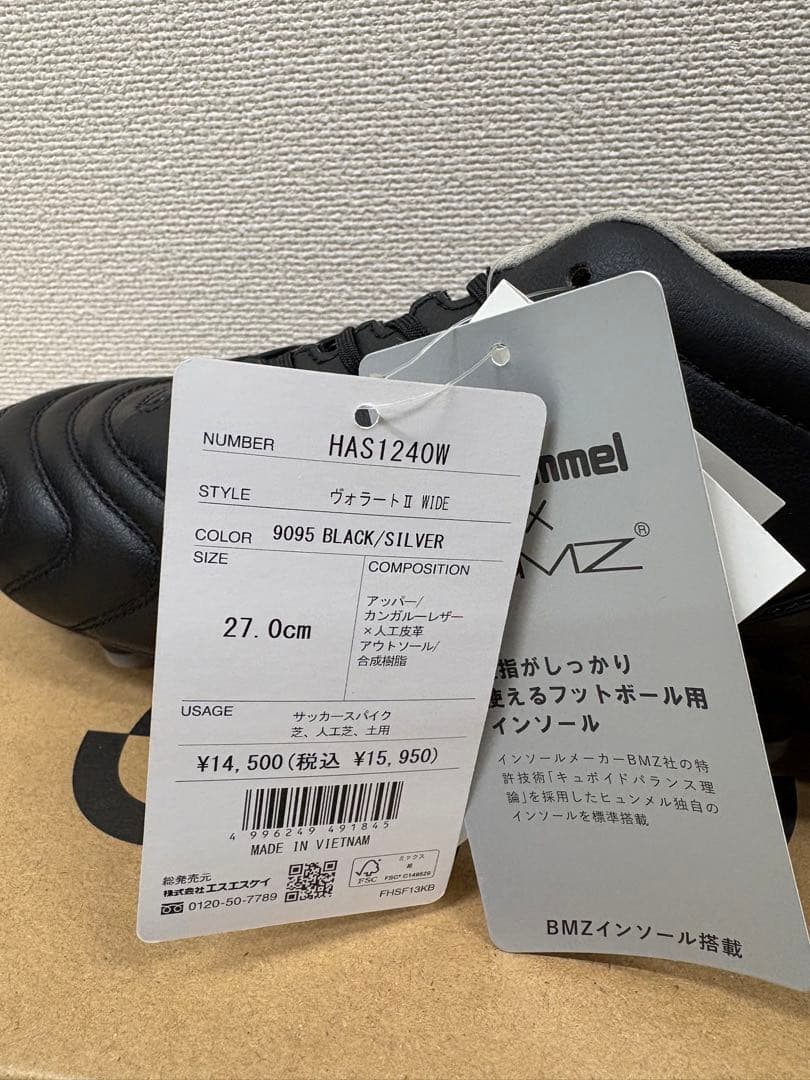 NUMBER HAS1240W
STYLE ヴォラートⅡ WIDE
COLOR 9095 BLACK/SILVER
SIZE
27.0cm
COMPOSITION
アッパー/
カンガルーレザー
×人工皮革
アウトソール/
合成樹脂
USAGE
サッカースパイク
芝、人工芝、土用
¥14,500(税込 ¥15,950)
4 996249 491845
MADE IN VIETNAM
総発売元
株式会社エスエスケイ
0120-50-7789
FSC
ミックス
紙
FSC® C148529
FHSF13KB
mmel
×
MZ®
指がしっかり
使えるフットボール用
インソール
インソールメーカーBMZ社の特
許技術「キュボイドバランス理
論」を採用したヒュンメル独自の
インソールを標準搭載
BMZインソール搭載